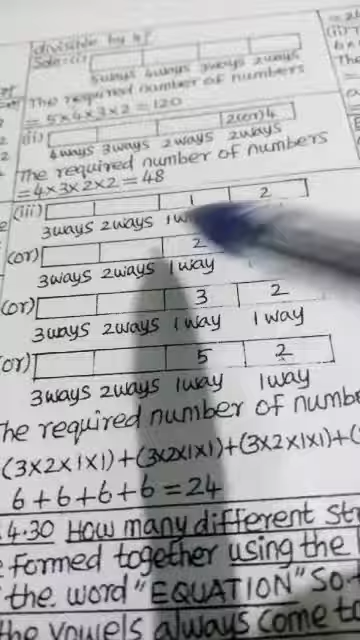 divisible by 4?
Soln: (i)
5ways 4ways 3ways 2ways
The required number of numbers
= 5×4×3×2 = 120
(ii) 2(or)4
4ways 3ways 2ways 2ways
The required number of numbers
= 4×3×2×2 = 48
(iii) 1 2
3ways 2ways 1way
(or) 2
3ways 2ways 1way
(or) 3 2
3ways 2ways 1way 1way
(or) 5 2
3ways 2ways 1way 1way
The required number of
(3×2×1×1)+(3×2×1×1)+(3×2×1×1)+
6+6+6+6 = 24
4.30 How many different
formed together using the
the word "EQUATION" So
the vowels always come to